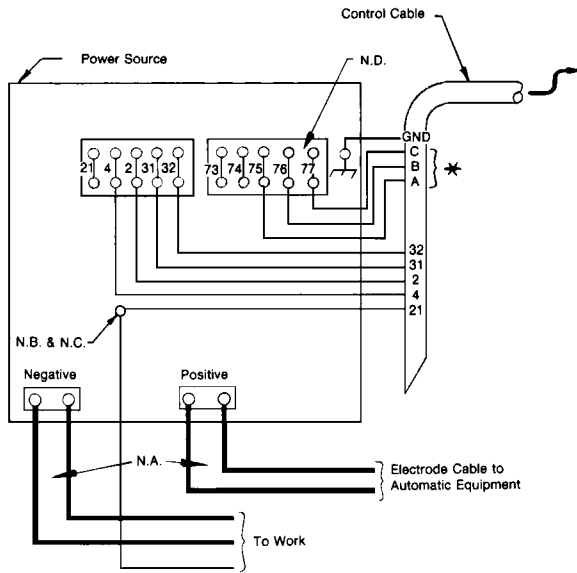 Control Cable
Power Source
N.D.
GND
C
B
A
*
21 4 2 31 32
73 74 75 76 77
32
31
2
4
21
N.B. & N.C.
Negative
Positive
N.A.
Electrode Cable to
Automatic Equipment
To Work